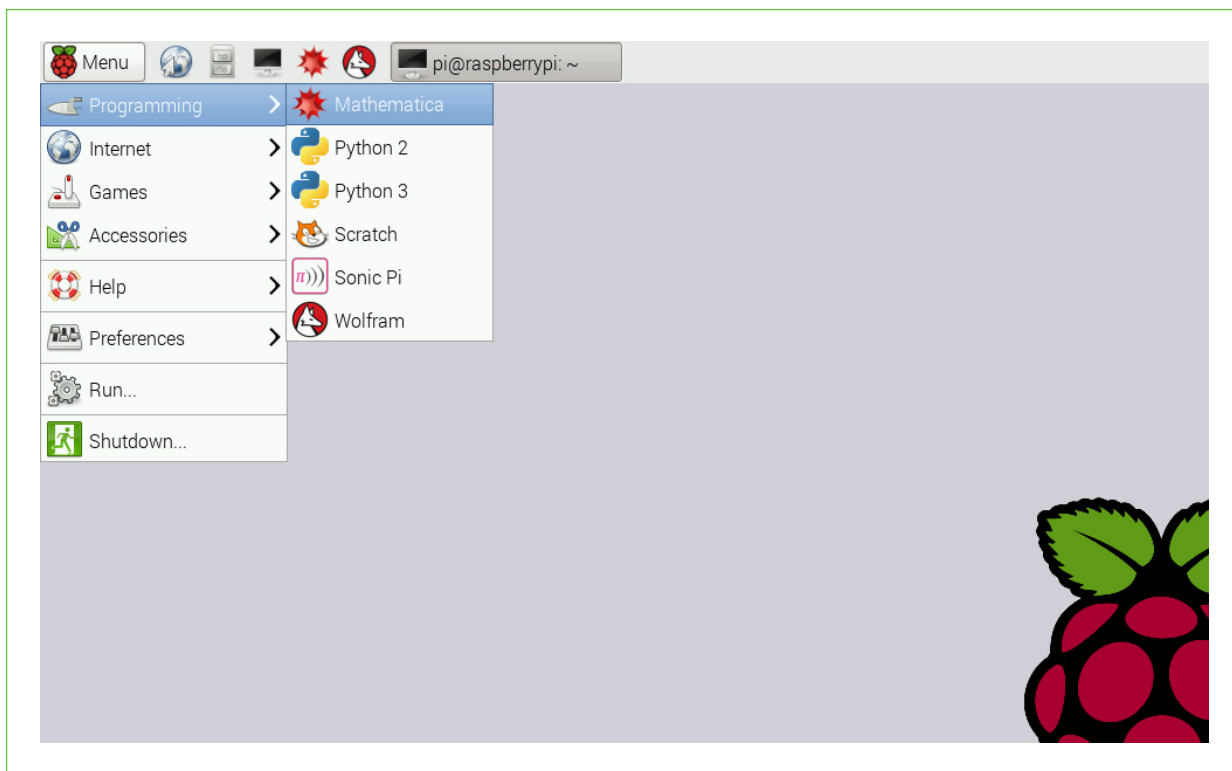 Menu
pi@raspberrypi: ~
Programming
Mathematica
Internet
Python 2
Games
Python 3
Accessories
Scratch
Help
Sonic Pi
π)))
Preferences
Wolfram
Run...
Shutdown...